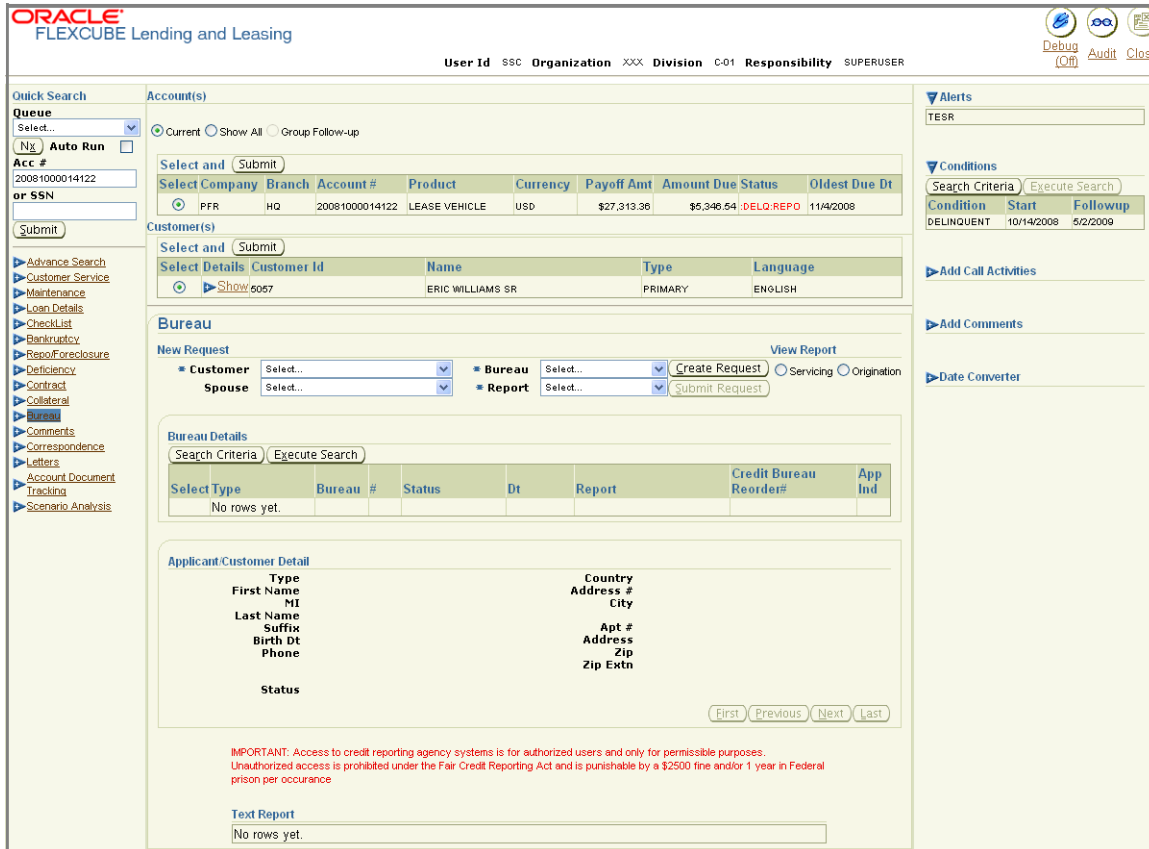 ORACLE®
FLEXCUBE Lending and Leasing
Debug (Off) Audit Clos
User Id SSC Organization XXX Division C-01 Responsibility SUPERUSER
Quick Search
Queue
Select...
Nx Auto Run
Acc #
20081000014122
or SSN
Submit
Advance Search
Customer Service
Maintenance
Loan Details
CheckList
Bankruptcy
Repo/Foreclosure
Deficiency
Contract
Collateral
Bureau
Comments
Correspondence
Letters
Account Document
Tracking
Scenario Analysis
Account(s)
Current Show All Group Follow-up
Select and Submit
Select Company Branch Account # Product Currency Payoff Amt Amount Due Status Oldest Due Dt
PFR HQ 20081000014122 LEASE VEHICLE USD $27,313.36 $5,346.54 :DELQ:REPO 11/4/2008
Customer(s)
Select and Submit
Select Details Customer Id Name Type Language
Show 5057 ERIC WILLIAMS SR PRIMARY ENGLISH
Bureau
New Request View Report
* Customer Select... * Bureau Select... Create Request Servicing Origination
Spouse Select... * Report Select... Submit Request
Bureau Details
Search Criteria Execute Search
Credit Bureau App
Select Type Bureau # Status Dt Report Reorder# Ind
No rows yet.
Applicant/Customer Detail
Type Country
First Name Address #
MI City
Last Name
Suffix Apt #
Birth Dt Address
Phone Zip
Zip Extn
Status
First Previous Next Last
IMPORTANT: Access to credit reporting agency systems is for authorized users and only for permissible purposes.
Unauthorized access is prohibited under the Fair Credit Reporting Act and is punishable by a $2500 fine and/or 1 year in Federal
prison per occurance
Text Report
No rows yet.
Alerts
TESR
Conditions
Search Criteria Execute Search
Condition Start Followup
DELINQUENT 10/14/2008 5/2/2009
Add Call Activities
Add Comments
Date Converter